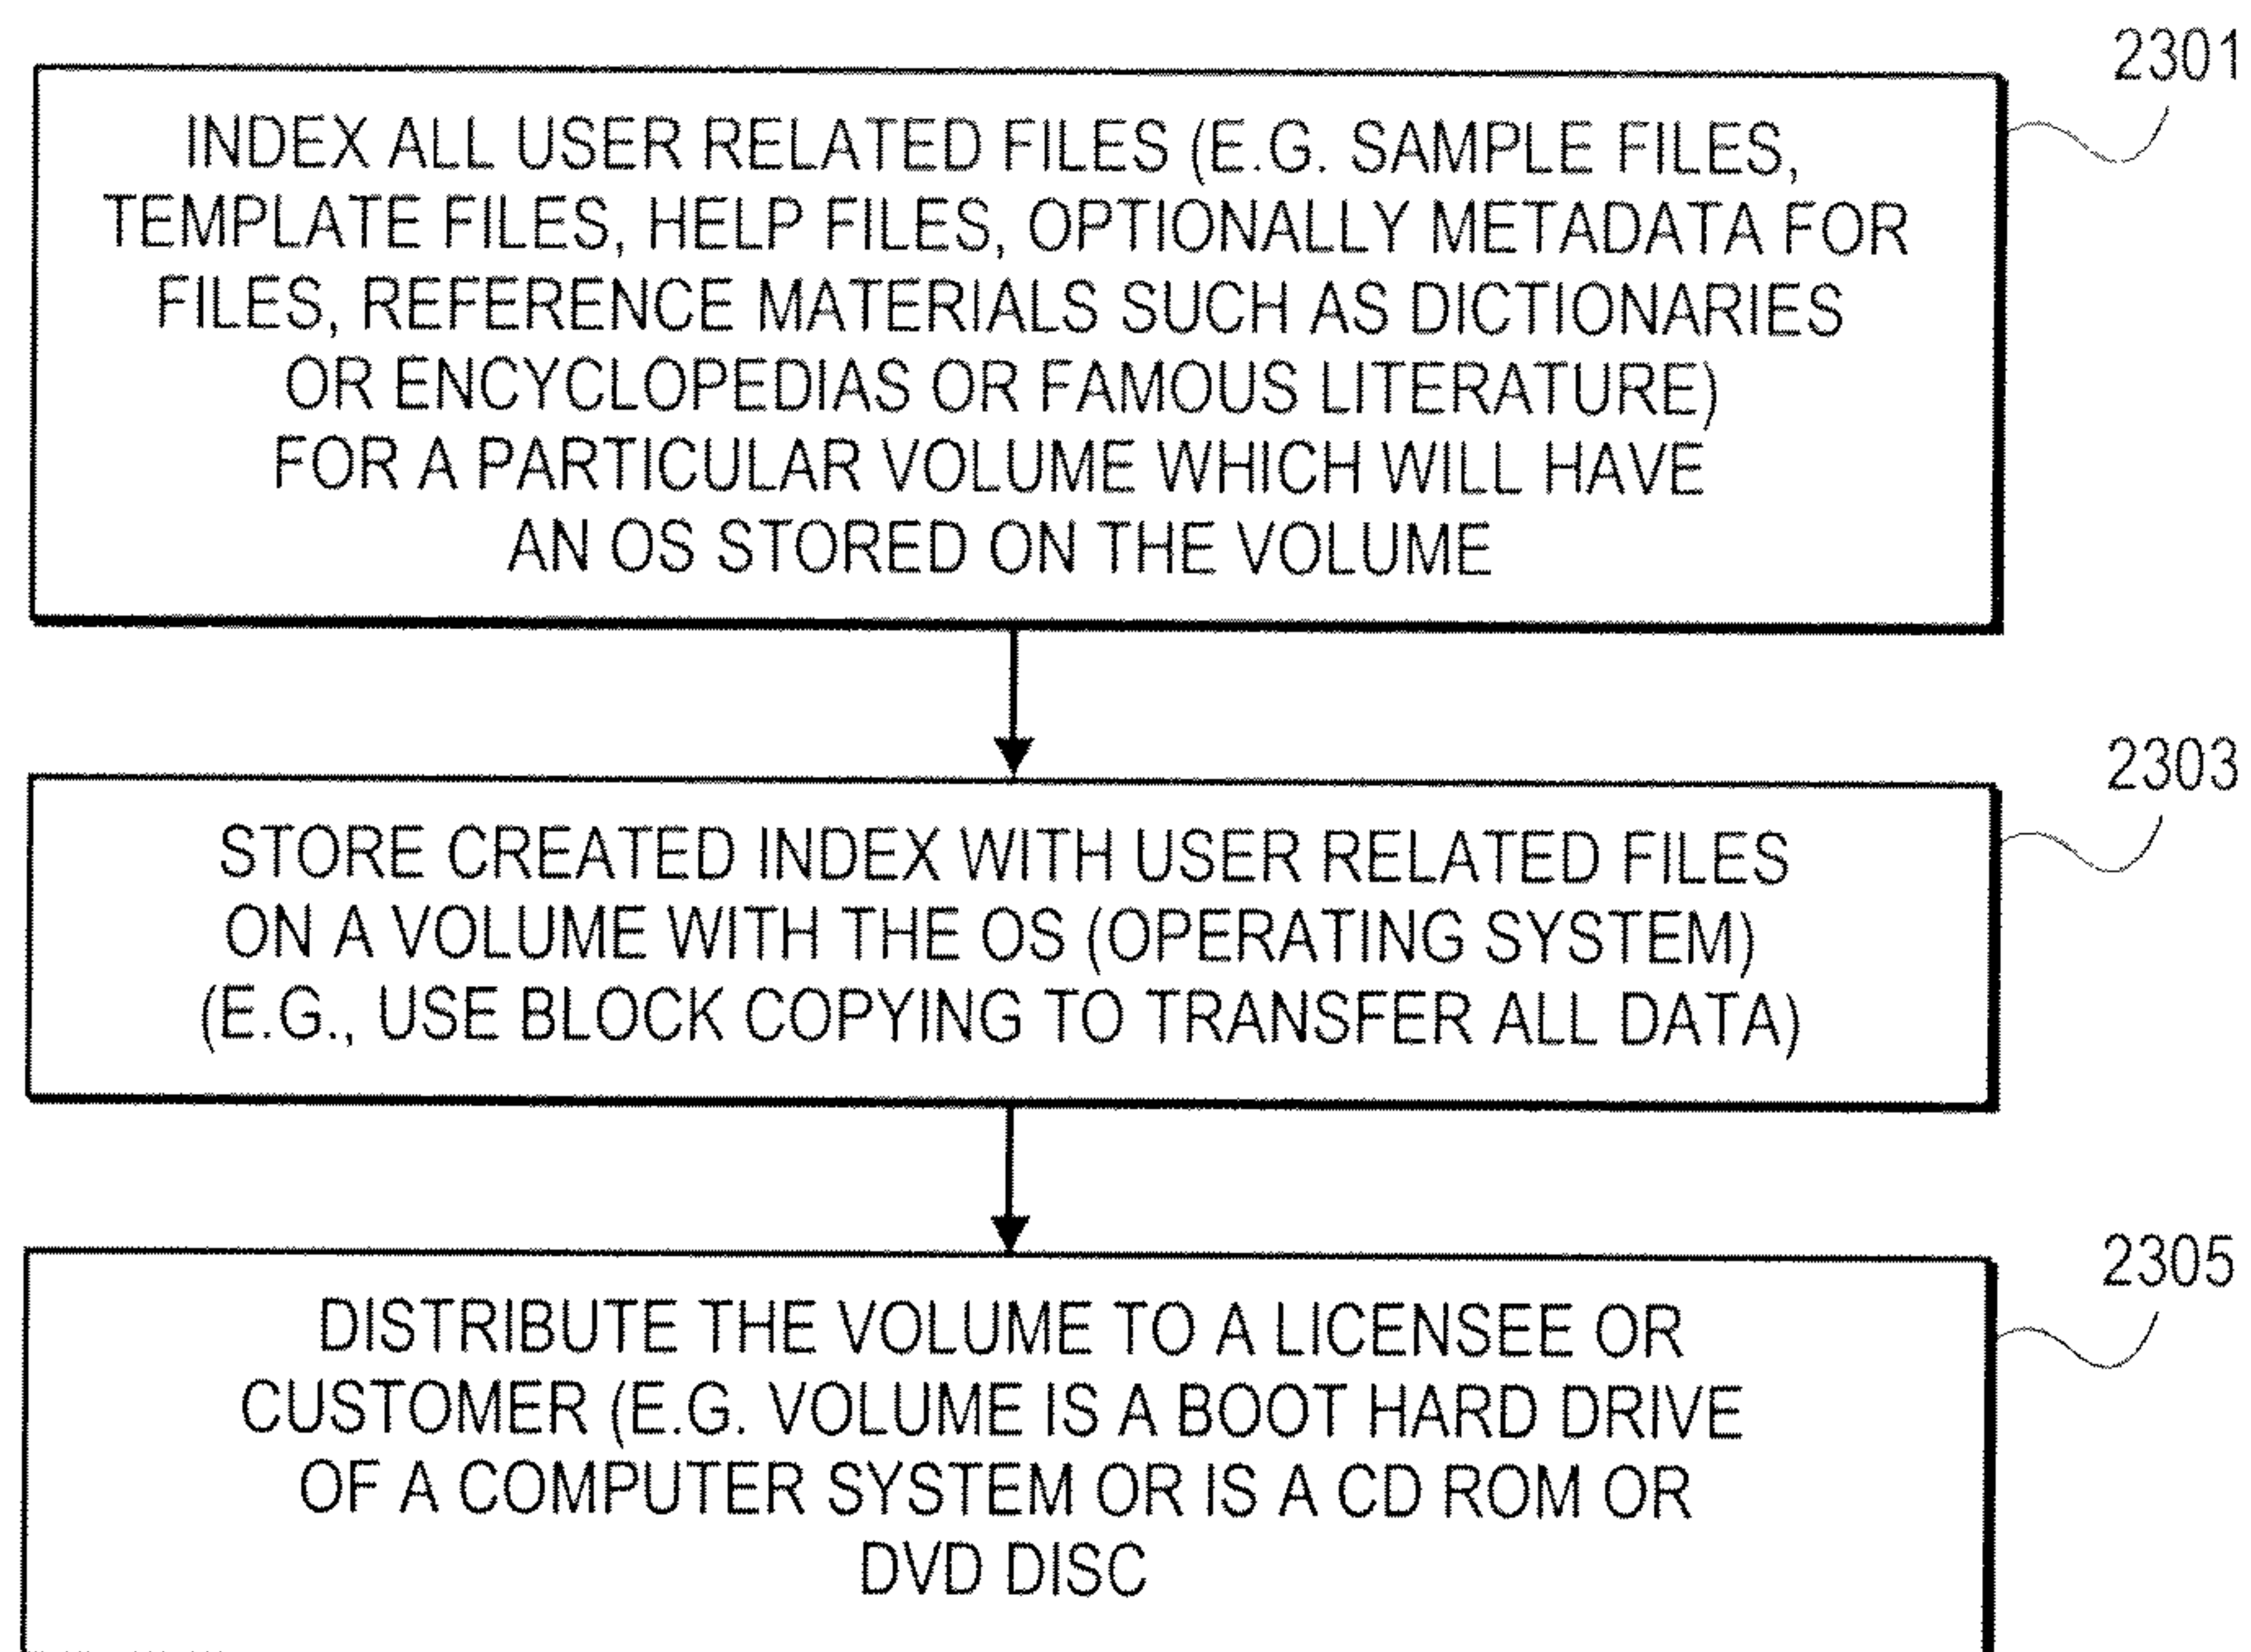 2301
INDEX ALL USER RELATED FILES (E.G. SAMPLE FILES,
TEMPLATE FILES, HELP FILES, OPTIONALLY METADATA FOR
FILES, REFERENCE MATERIALS SUCH AS DICTIONARIES
OR ENCYCLOPEDIAS OR FAMOUS LITERATURE)
FOR A PARTICULAR VOLUME WHICH WILL HAVE
AN OS STORED ON THE VOLUME
2303
STORE CREATED INDEX WITH USER RELATED FILES
ON A VOLUME WITH THE OS (OPERATING SYSTEM)
(E.G., USE BLOCK COPYING TO TRANSFER ALL DATA)
2305
DISTRIBUTE THE VOLUME TO A LICENSEE OR
CUSTOMER (E.G. VOLUME IS A BOOT HARD DRIVE
OF A COMPUTER SYSTEM OR IS A CD ROM OR
DVD DISC